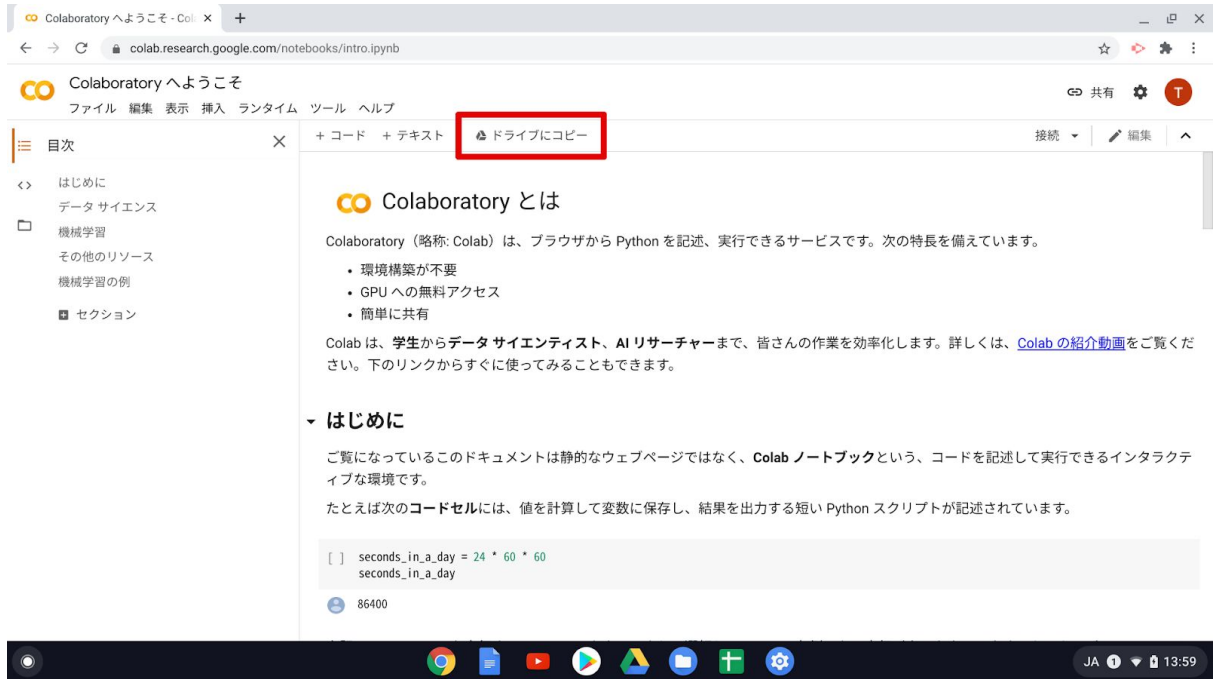 Colaboratory へようこそ - Col
colab.research.google.com/notebooks/intro.ipynb
Colaboratory へようこそ
ファイル 編集 表示 挿入 ランタイム ツール ヘルプ
共有
T
目次
はじめに
データ サイエンス
機械学習
その他のリソース
機械学習の例
セクション
+ コード + テキスト ドライブにコピー
接続 編集
Colaboratory とは
Colaboratory（略称: Colab）は、ブラウザから Python を記述、実行できるサービスです。次の特長を備えています。
• 環境構築が不要
• GPU への無料アクセス
• 簡単に共有
Colab は、学生からデータ サイエンティスト、AI リサーチャーまで、皆さんの作業を効率化します。詳しくは、Colab の紹介動画をご覧くだ
さい。下のリンクからすぐに使ってみることもできます。
はじめに
ご覧になっているこのドキュメントは静的なウェブページではなく、Colab ノートブックという、コードを記述して実行できるインタラクテ
ィブな環境です。
たとえば次のコードセルには、値を計算して変数に保存し、結果を出力する短い Python スクリプトが記述されています。
[ ] seconds_in_a_day = 24 * 60 * 60
seconds_in_a_day
86400
JA 1 13:59